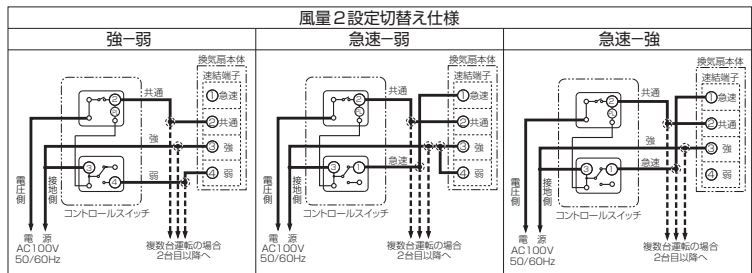 風量2設定切替え仕様
強−弱
急速−弱
急速−強
換気扇本体
速結端子
共通
②
①急速
②共通
③ 強
④ 弱
強
③
弱
④
電圧側
接地側
コントロールスイッチ
電 源
AC100V
50/60Hz
複数台運転の場合
2台目以降へ
換気扇本体
速結端子
共通
②
①急速
②共通
③ 強
④ 弱
弱
③ ①
急速
電圧側
接地側
コントロールスイッチ
電 源
AC100V
50/60Hz
複数台運転の場合
2台目以降へ
換気扇本体
速結端子
共通
②
①急速
②共通
③ 強
④ 弱
強
③ ①
急速
電圧側
接地側
コントロールスイッチ
電 源
AC100V
50/60Hz
複数台運転の場合
2台目以降へ